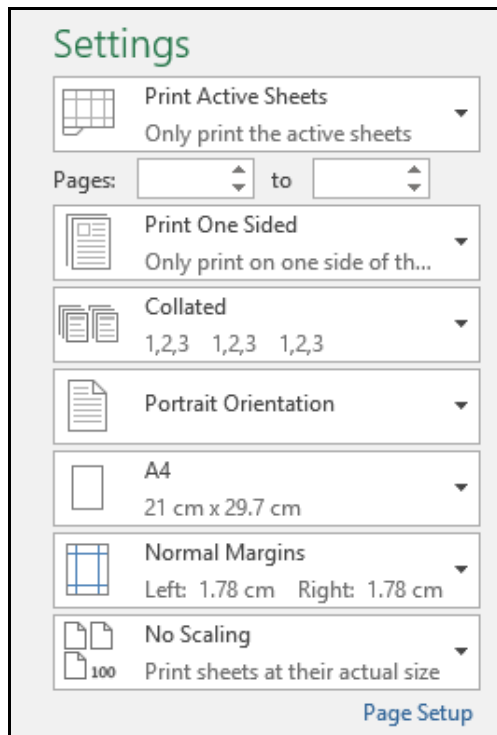 Settings
Print Active Sheets
Only print the active sheets
Pages: to
Print One Sided
Only print on one side of th...
Collated
1,2,3 1,2,3 1,2,3
Portrait Orientation
A4
21 cm x 29.7 cm
Normal Margins
Left: 1.78 cm Right: 1.78 cm
No Scaling
100 Print sheets at their actual size
Page Setup